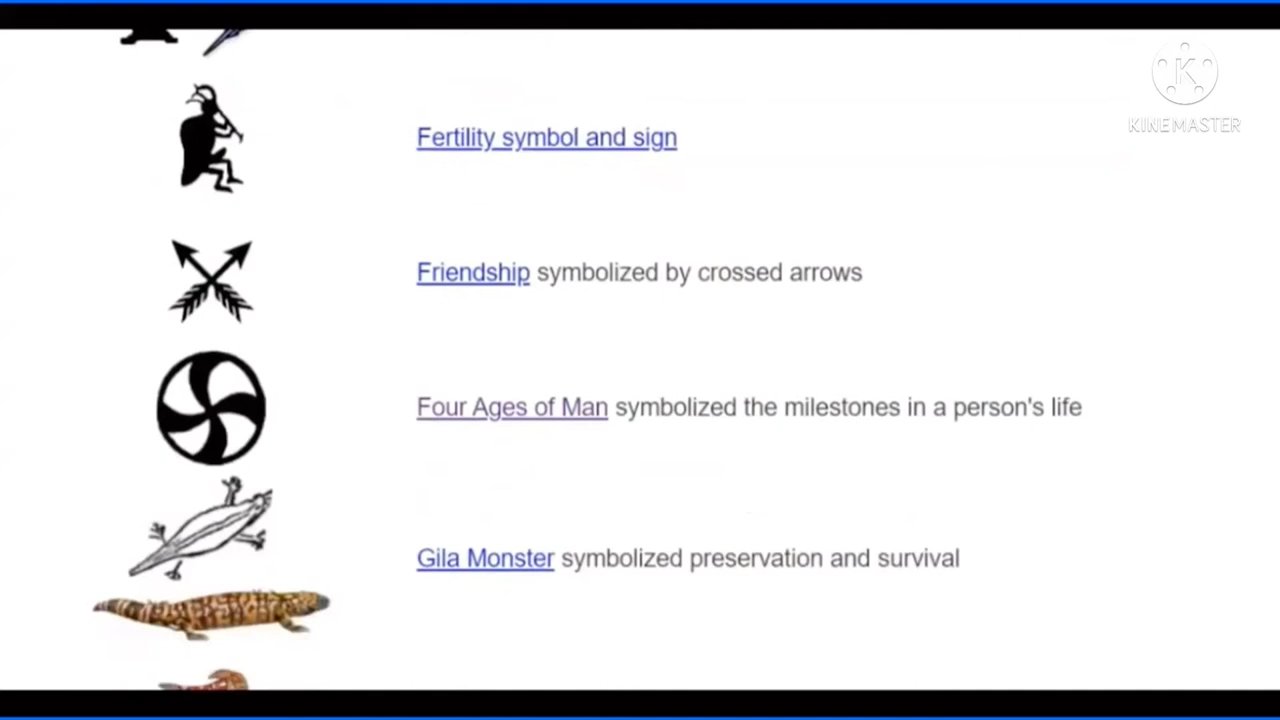 K
KINEMASTER
Fertility symbol and sign
Friendship symbolized by crossed arrows
Four Ages of Man symbolized the milestones in a person's life
Gila Monster symbolized preservation and survival